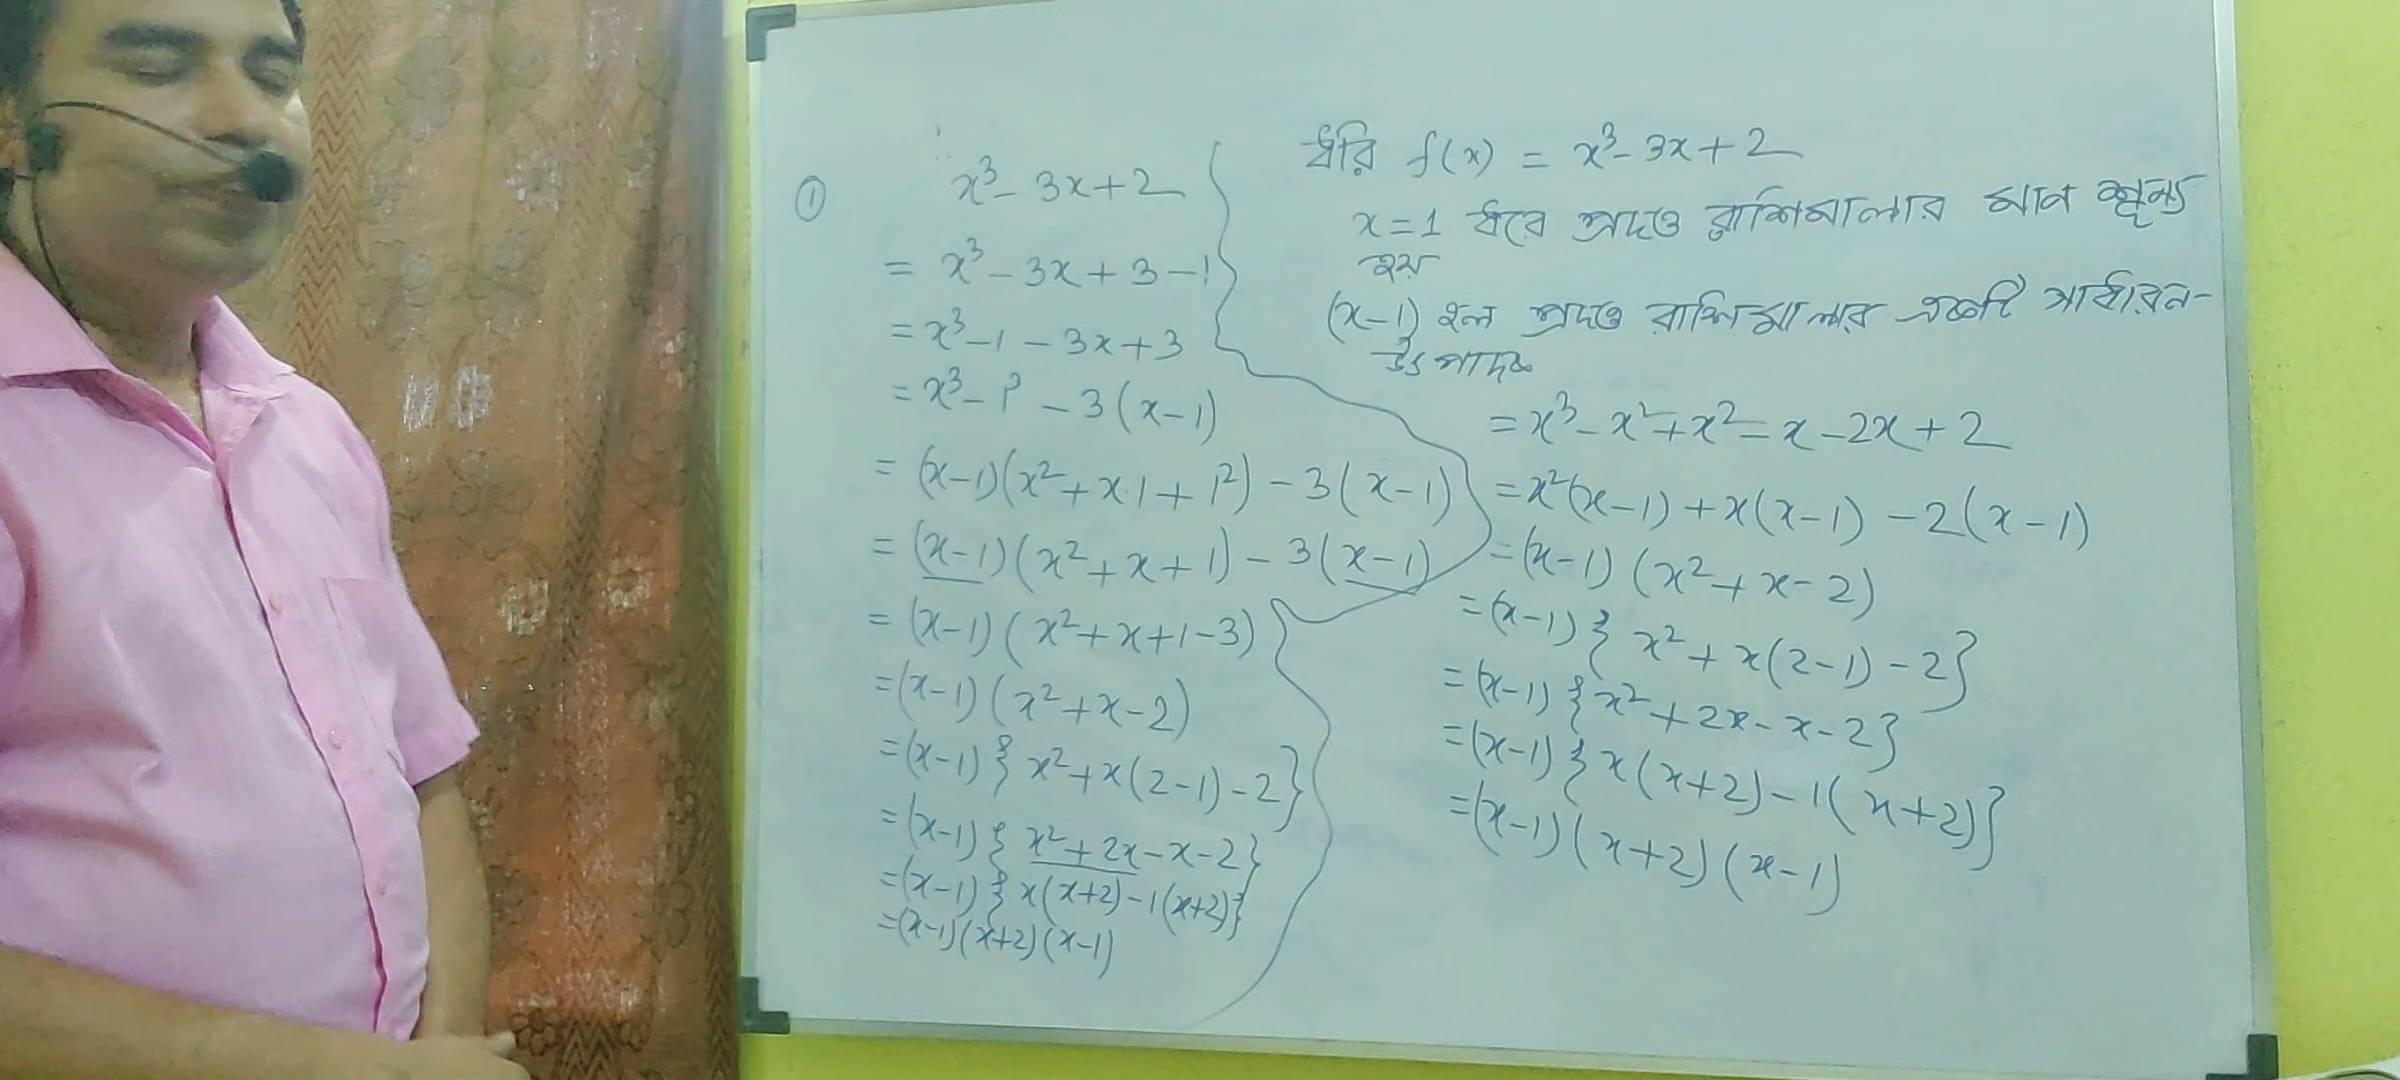 ① x³ - 3x + 2
= x³ - 3x + 3 - 1
= x³ - 1 - 3x + 3
= x³ - 1³ - 3(x-1)
= (x-1)(x² + x.1 + 1²) - 3(x-1)
= (x-1)(x² + x + 1) - 3(x-1)
= (x-1)(x² + x + 1 - 3)
= (x-1)(x² + x - 2)
= (x-1){x² + x(2-1) - 2}
= (x-1){x² + 2x - x - 2}
= (x-1){x(x+2) - 1(x+2)}
= (x-1)(x+2)(x-1)
ধরি f(x) = x³ - 3x + 2
x = 1 ধরে প্রদত্ত রাশিমালার মান শূন্য
হয়
(x-1) হল প্রদত্ত রাশিমালার একটি সাধারন-
উৎপাদক
= x³ - x² + x² - x - 2x + 2
= x²(x-1) + x(x-1) - 2(x-1)
= (x-1)(x² + x - 2)
= (x-1){x² + x(2-1) - 2}
= (x-1){x² + 2x - x - 2}
= (x-1){x(x+2) - 1(x+2)}
= (x-1)(x+2)(x-1)